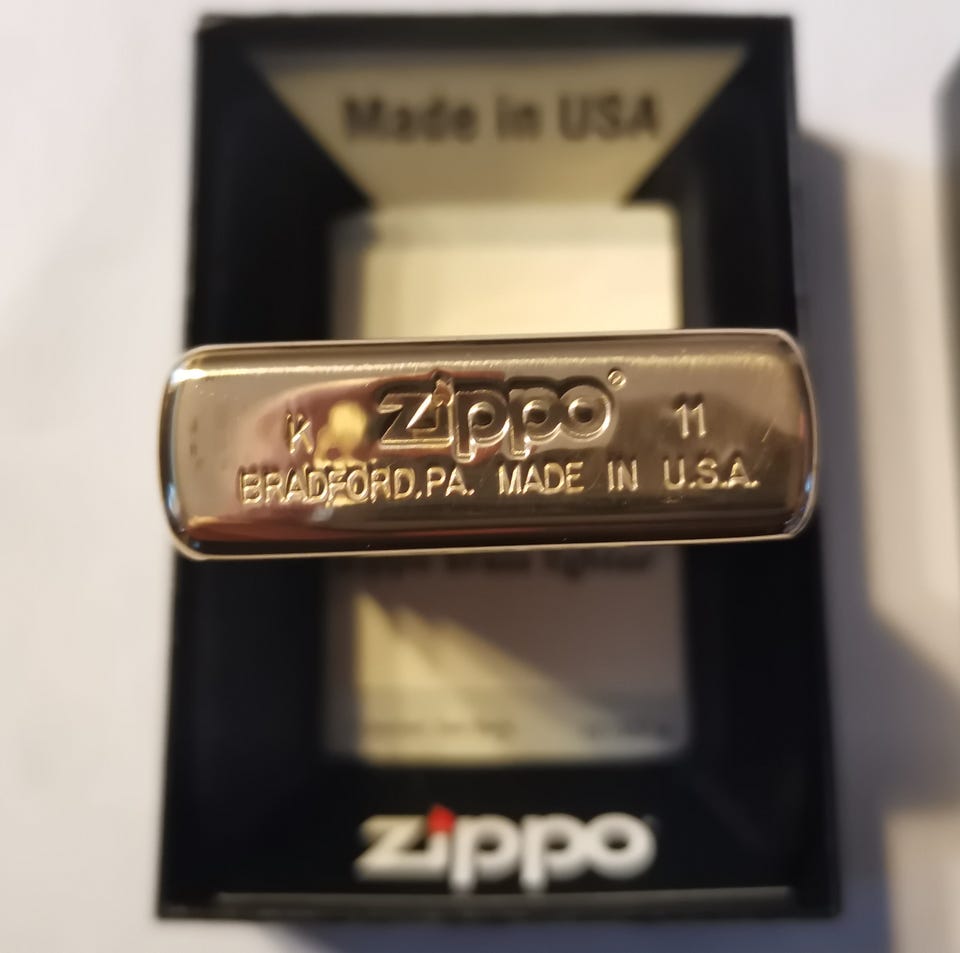 Made in USA
K zippo® 11
BRADFORD,PA. MADE IN U.S.A.
zippo